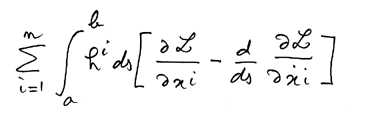 \sum_{i=1}^{n} \int_{a}^{b} h^{i} ds \left[ \frac{\partial \mathcal{L}}{\partial x^{i}} - \frac{d}{ds} \frac{\partial \mathcal{L}}{\partial \dot{x}^{i}} \right]